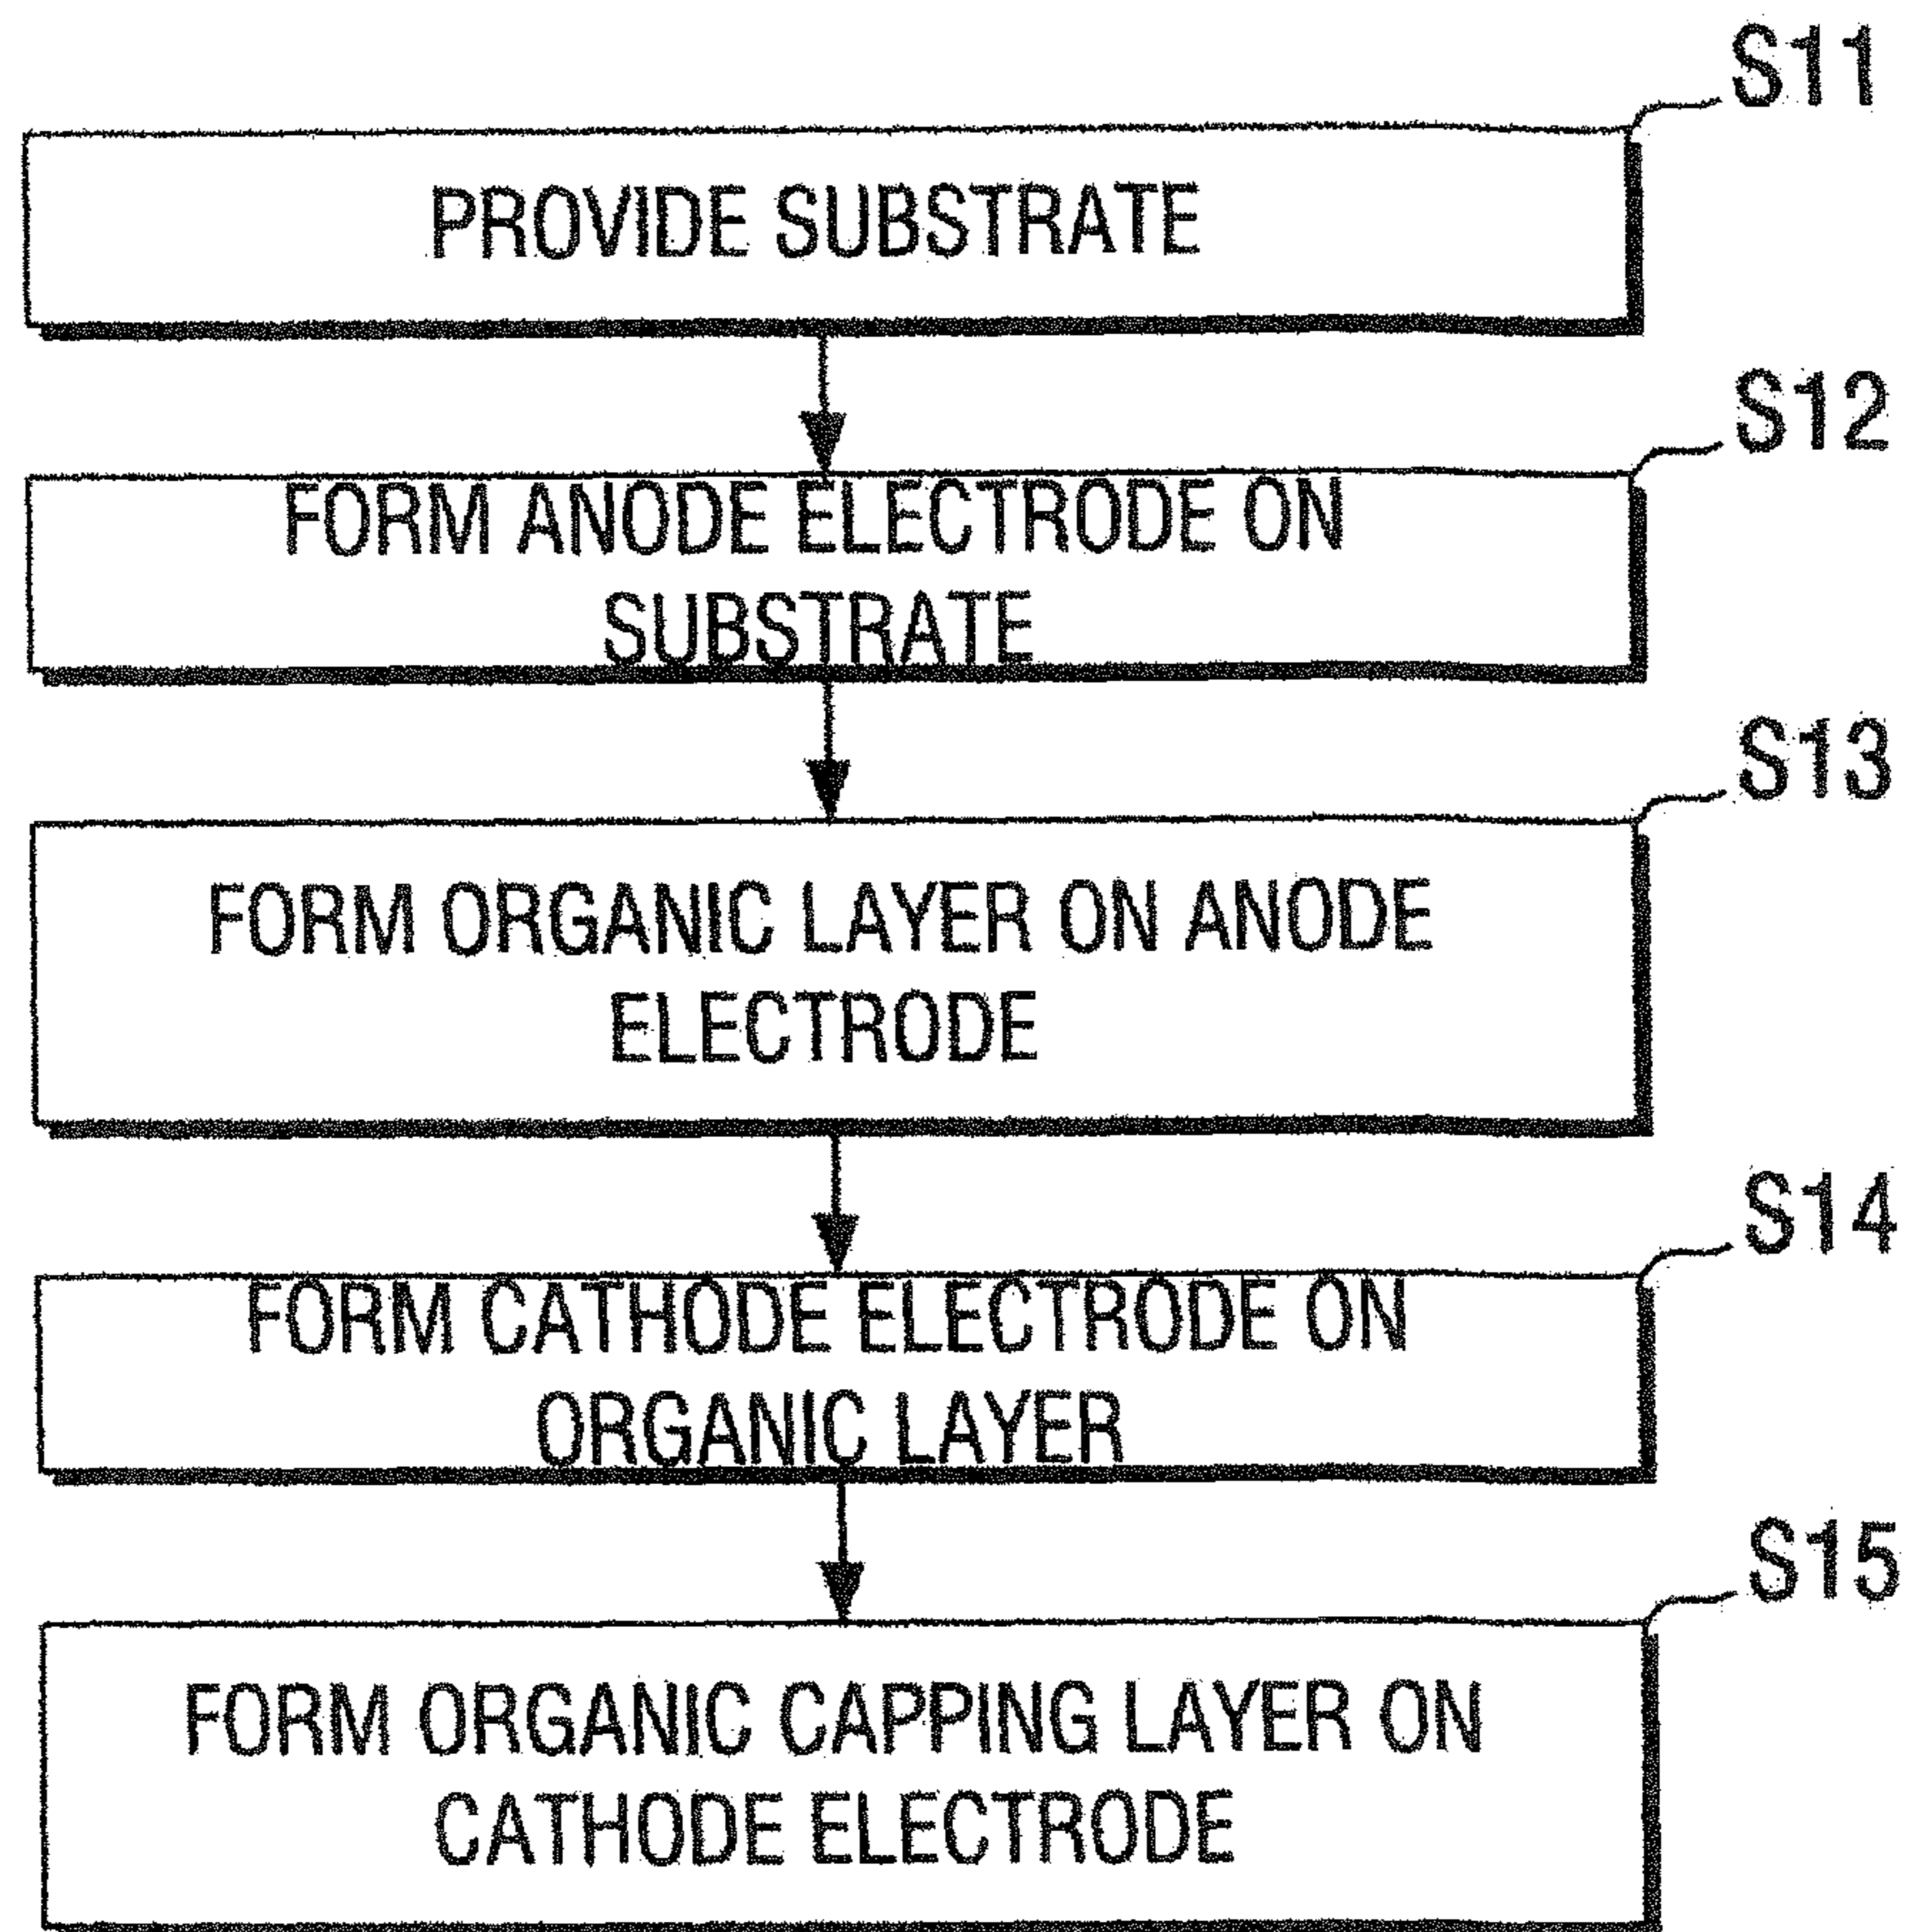 S11
PROVIDE SUBSTRATE
S12
FORM ANODE ELECTRODE ON
SUBSTRATE
S13
FORM ORGANIC LAYER ON ANODE
ELECTRODE
S14
FORM CATHODE ELECTRODE ON
ORGANIC LAYER
S15
FORM ORGANIC CAPPING LAYER ON
CATHODE ELECTRODE